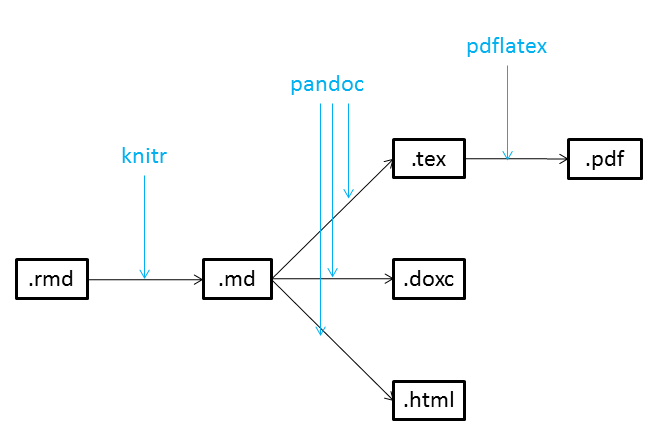 pdflatex
pandoc
knitr
.tex
.pdf
.rmd
.md
.doxc
.html